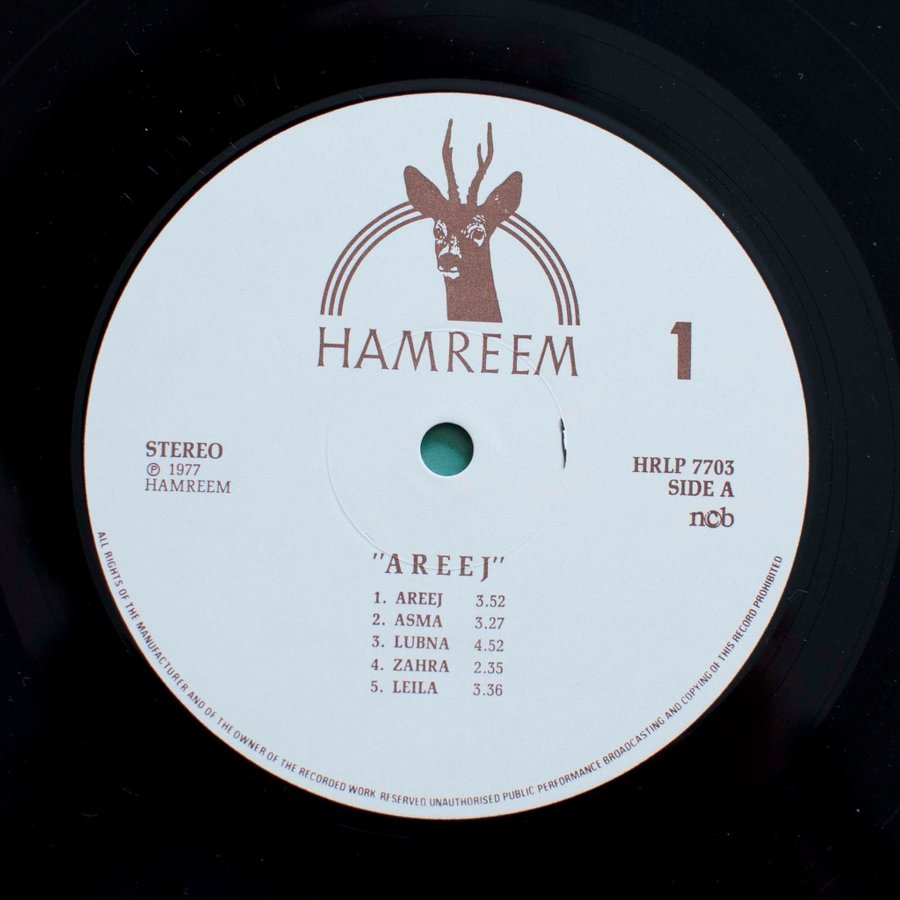 HAMREEM
1
STEREO
℗ 1977
HAMREEM
HRLP 7703
SIDE A
ncb
"AREEJ"
1. AREEJ 3.52
2. ASMA 3.27
3. LUBNA 4.52
4. ZAHRA 2.35
5. LEILA 3.36
ALL RIGHTS OF THE MANUFACTURER AND OF THE OWNER OF THE RECORDED WORK RESERVED UNAUTHORISED PUBLIC PERFORMANCE BROADCASTING AND COPYING OF THIS RECORD PROHIBITED